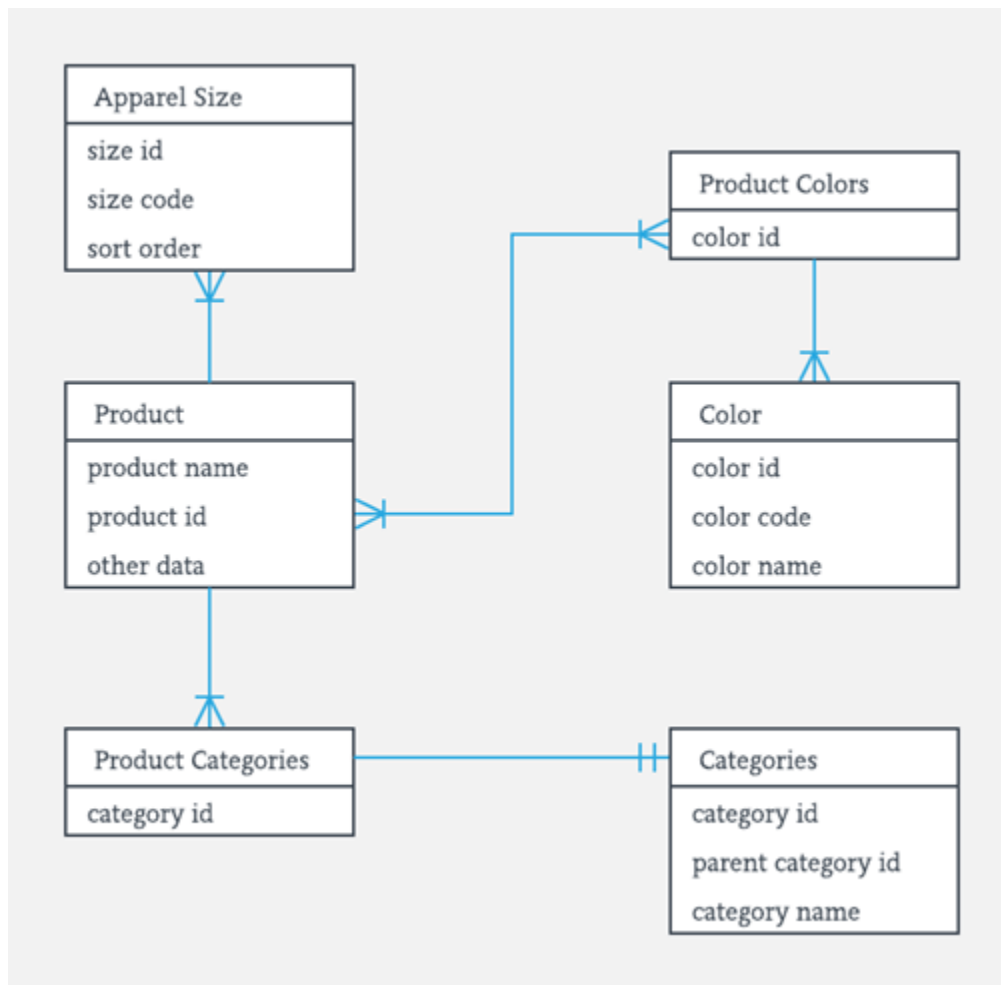 Apparel Size
size id
size code
sort order
Product Colors
color id
Product
product name
product id
other data
Color
color id
color code
color name
Product Categories
category id
Categories
category id
parent category id
category name